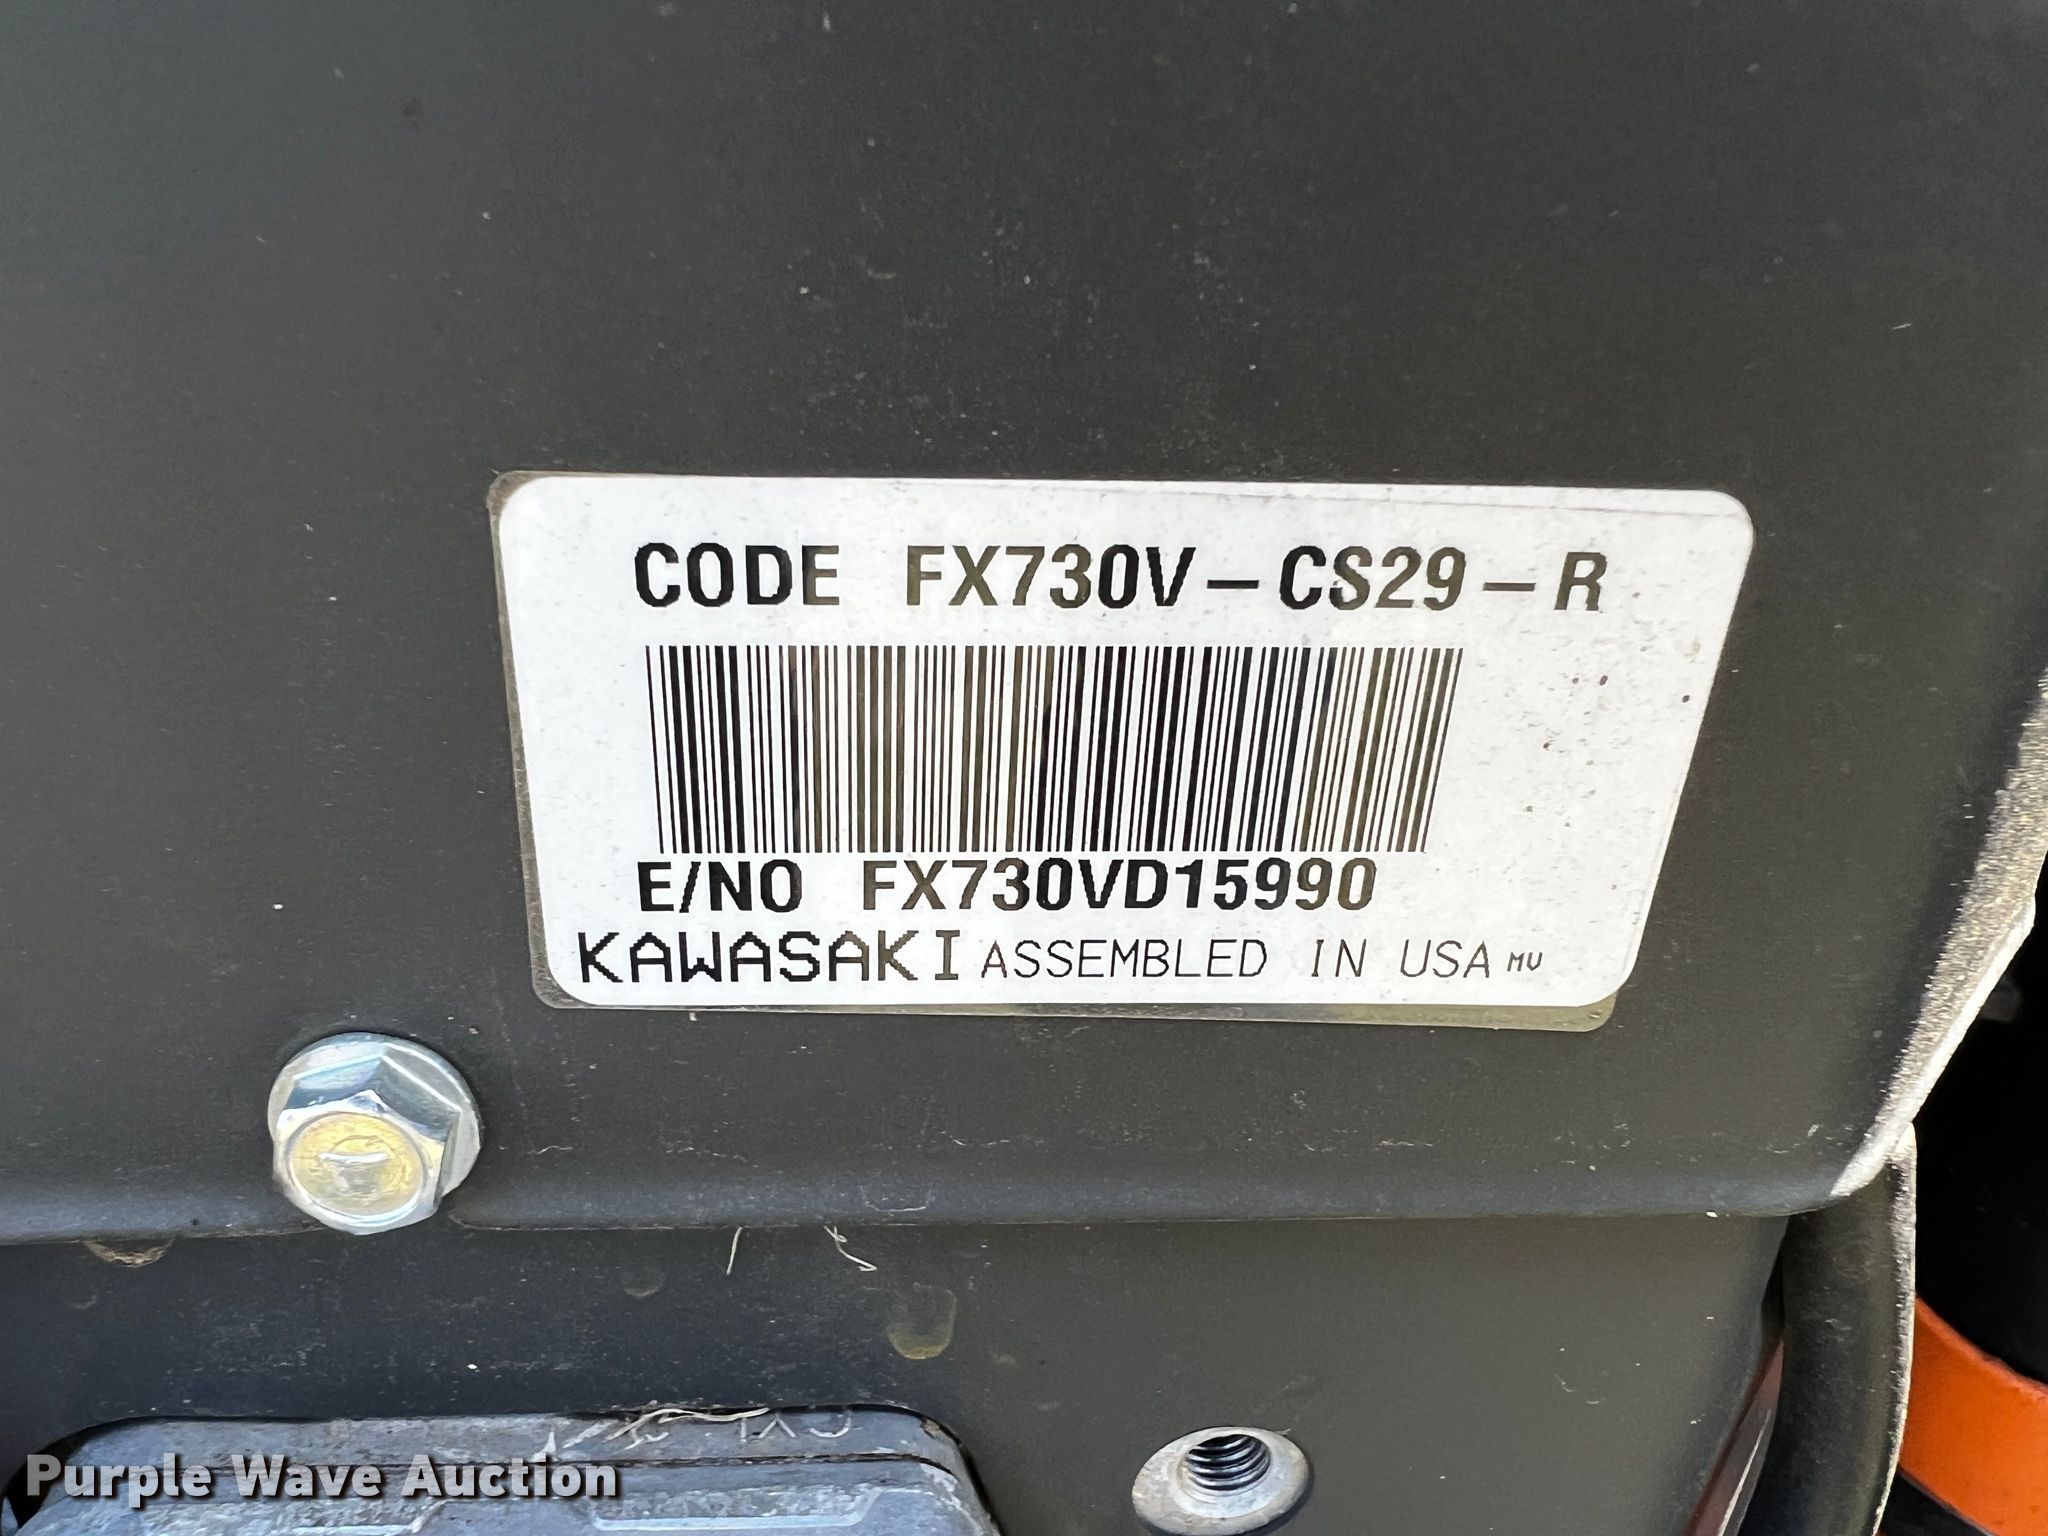 CODE FX730V-CS29-R
E/NO FX730VD15990
KAWASAKI ASSEMBLED IN USA MU
Purple Wave Auction